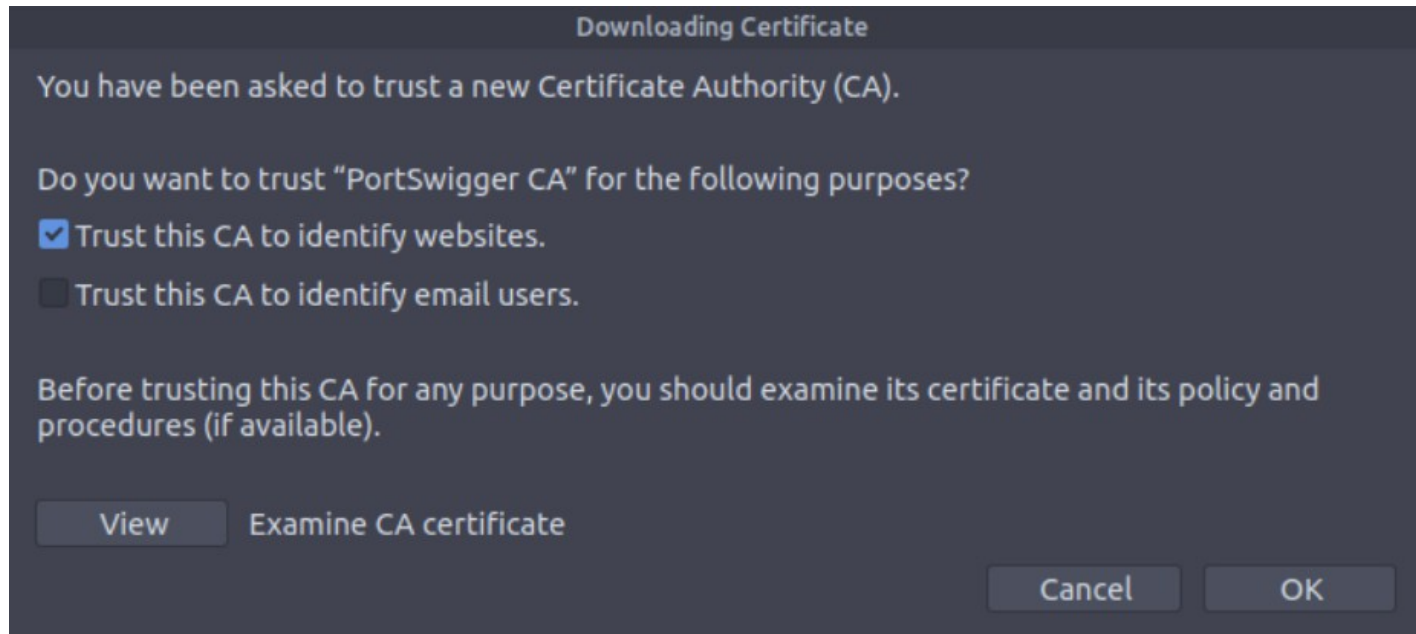 Downloading Certificate
You have been asked to trust a new Certificate Authority (CA).
Do you want to trust “PortSwigger CA” for the following purposes?
Trust this CA to identify websites.
Trust this CA to identify email users.
Before trusting this CA for any purpose, you should examine its certificate and its policy and
procedures (if available).
View Examine CA certificate
Cancel OK